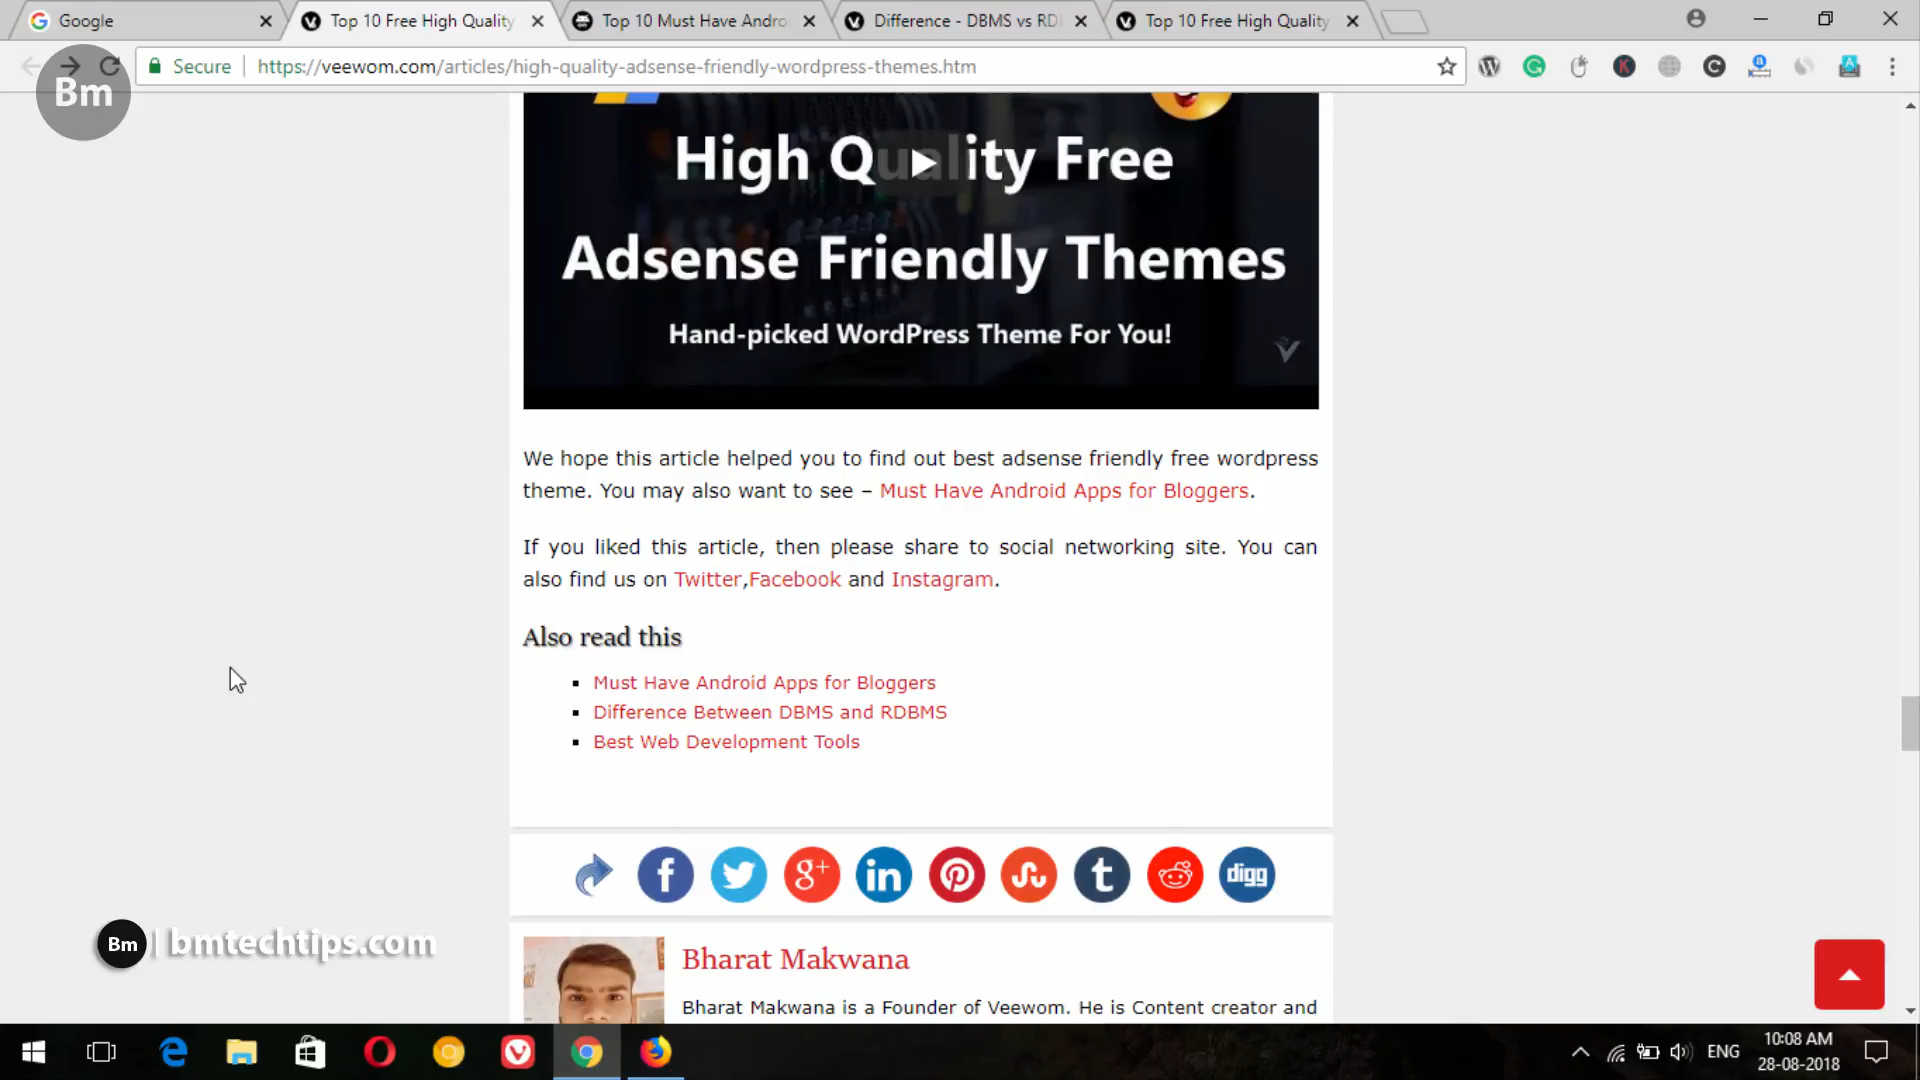 Google
Top 10 Free High Quality
Top 10 Must Have Andro
Difference - DBMS vs RD
Top 10 Free High Quality
Secure
https://veewom.com/articles/high-quality-adsense-friendly-wordpress-themes.htm
Bm
High Quality Free
Adsense Friendly Themes
Hand-picked WordPress Theme For You!
We hope this article helped you to find out best adsense friendly free wordpress
theme. You may also want to see – Must Have Android Apps for Bloggers.
If you liked this article, then please share to social networking site. You can
also find us on Twitter,Facebook and Instagram.
Also read this
▪ Must Have Android Apps for Bloggers
▪ Difference Between DBMS and RDBMS
▪ Best Web Development Tools
f g+ in t digg
Bm | bmtechtips.com
Bharat Makwana
Bharat Makwana is a Founder of Veewom. He is Content creator and
ENG
10:08 AM
28-08-2018